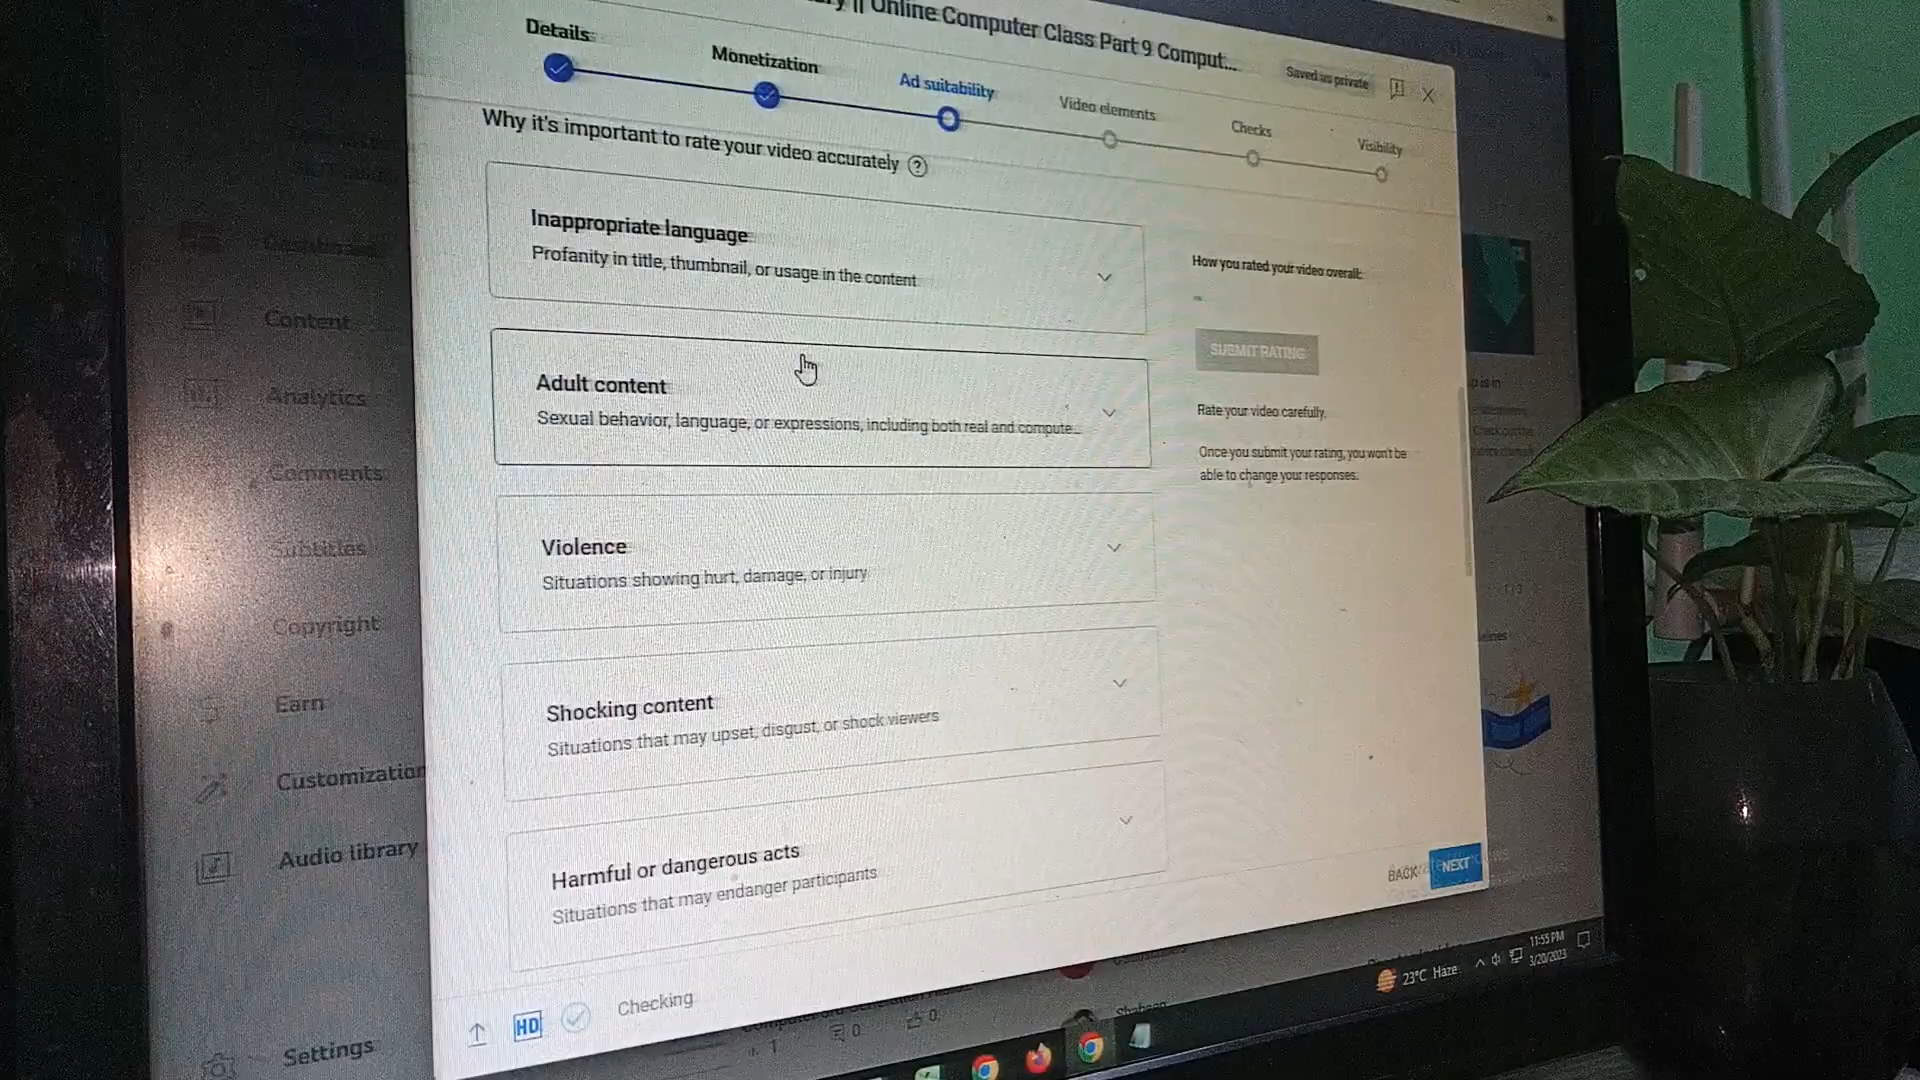 Online Computer Class Part 9 Comput...
Saved as private
Details
Monetization
Ad suitability
Video elements
Checks
Visibility
Why it's important to rate your video accurately
Inappropriate language
Profanity in title, thumbnail, or usage in the content
Adult content
Sexual behavior, language, or expressions, including both real and compute...
Violence
Situations showing hurt, damage, or injury
Shocking content
Situations that may upset, disgust, or shock viewers
Harmful or dangerous acts
Situations that may endanger participants
How you rated your video overall:
--
SUBMIT RATING
Rate your video carefully.
Once you submit your rating, you won't be
able to change your responses.
BACK
NEXT
HD
Checking
Dashboard
Content
Analytics
Comments
Subtitles
Copyright
Earn
Customization
Audio library
Settings
1
0
0
23°C Haze
11:55 PM
3/20/2023